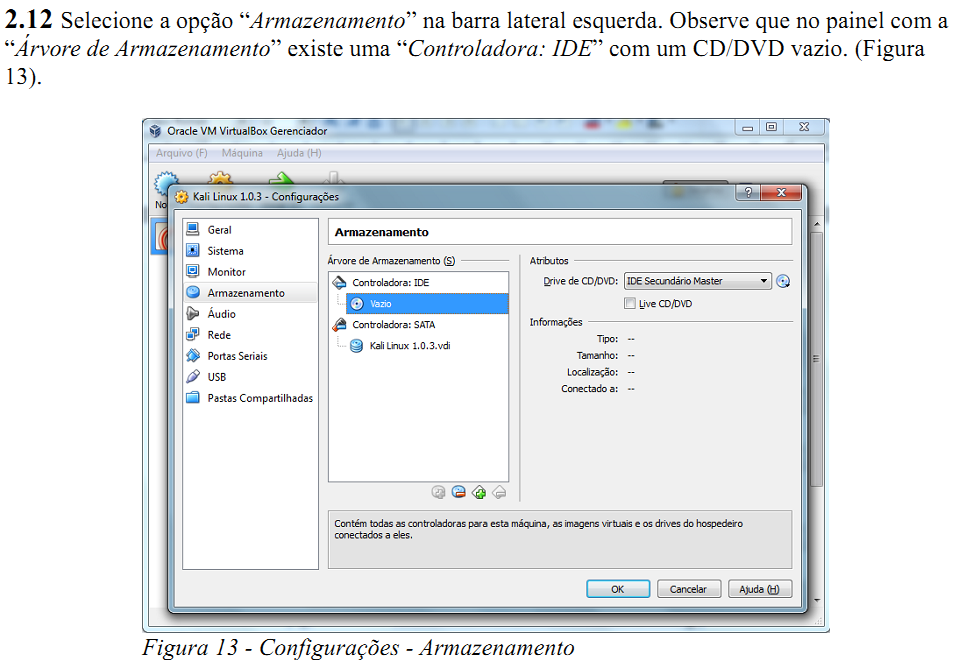 2.12 Selecione a opção “Armazenamento” na barra lateral esquerda. Observe que no painel com a
“Árvore de Armazenamento” existe uma “Controladora: IDE” com um CD/DVD vazio. (Figura
13).
Oracle VM VirtualBox Gerenciador
Arquivo (F) Máquina Ajuda (H)
No
Kali Linux 1.0.3 - Configurações
Geral
Sistema
Monitor
Armazenamento
Áudio
Rede
Portas Seriais
USB
Pastas Compartilhadas
Armazenamento
Árvore de Armazenamento (S)
Controladora: IDE
Vazio
Controladora: SATA
Kali Linux 1.0.3.vdi
Atributos
Drive de CD/DVD: IDE Secundário Master
Live CD/DVD
Informações
Tipo: --
Tamanho: --
Localização: --
Conectado a: --
Contém todas as controladoras para esta máquina, as imagens virtuais e os drives do hospedeiro
conectados a eles.
OK Cancelar Ajuda (H)
Figura 13 - Configurações - Armazenamento